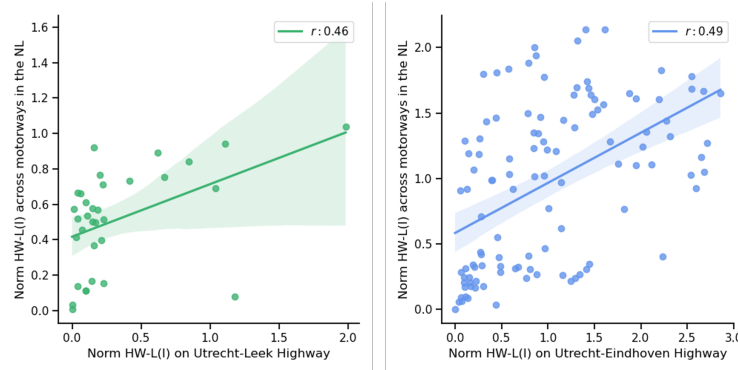 Norm HW-L(I) across motorways in the NL
1.6
1.4
1.2
1.0
0.8
0.6
0.4
0.2
0.0
r : 0.46
0.0 0.5 1.0 1.5 2.0
Norm HW-L(I) on Utrecht-Leek Highway
Norm HW-L(I) across motorways in the NL
2.0
1.5
1.0
0.5
0.0
r : 0.49
0.0 0.5 1.0 1.5 2.0 2.5 3.0
Norm HW-L(I) on Utrecht-Eindhoven Highway